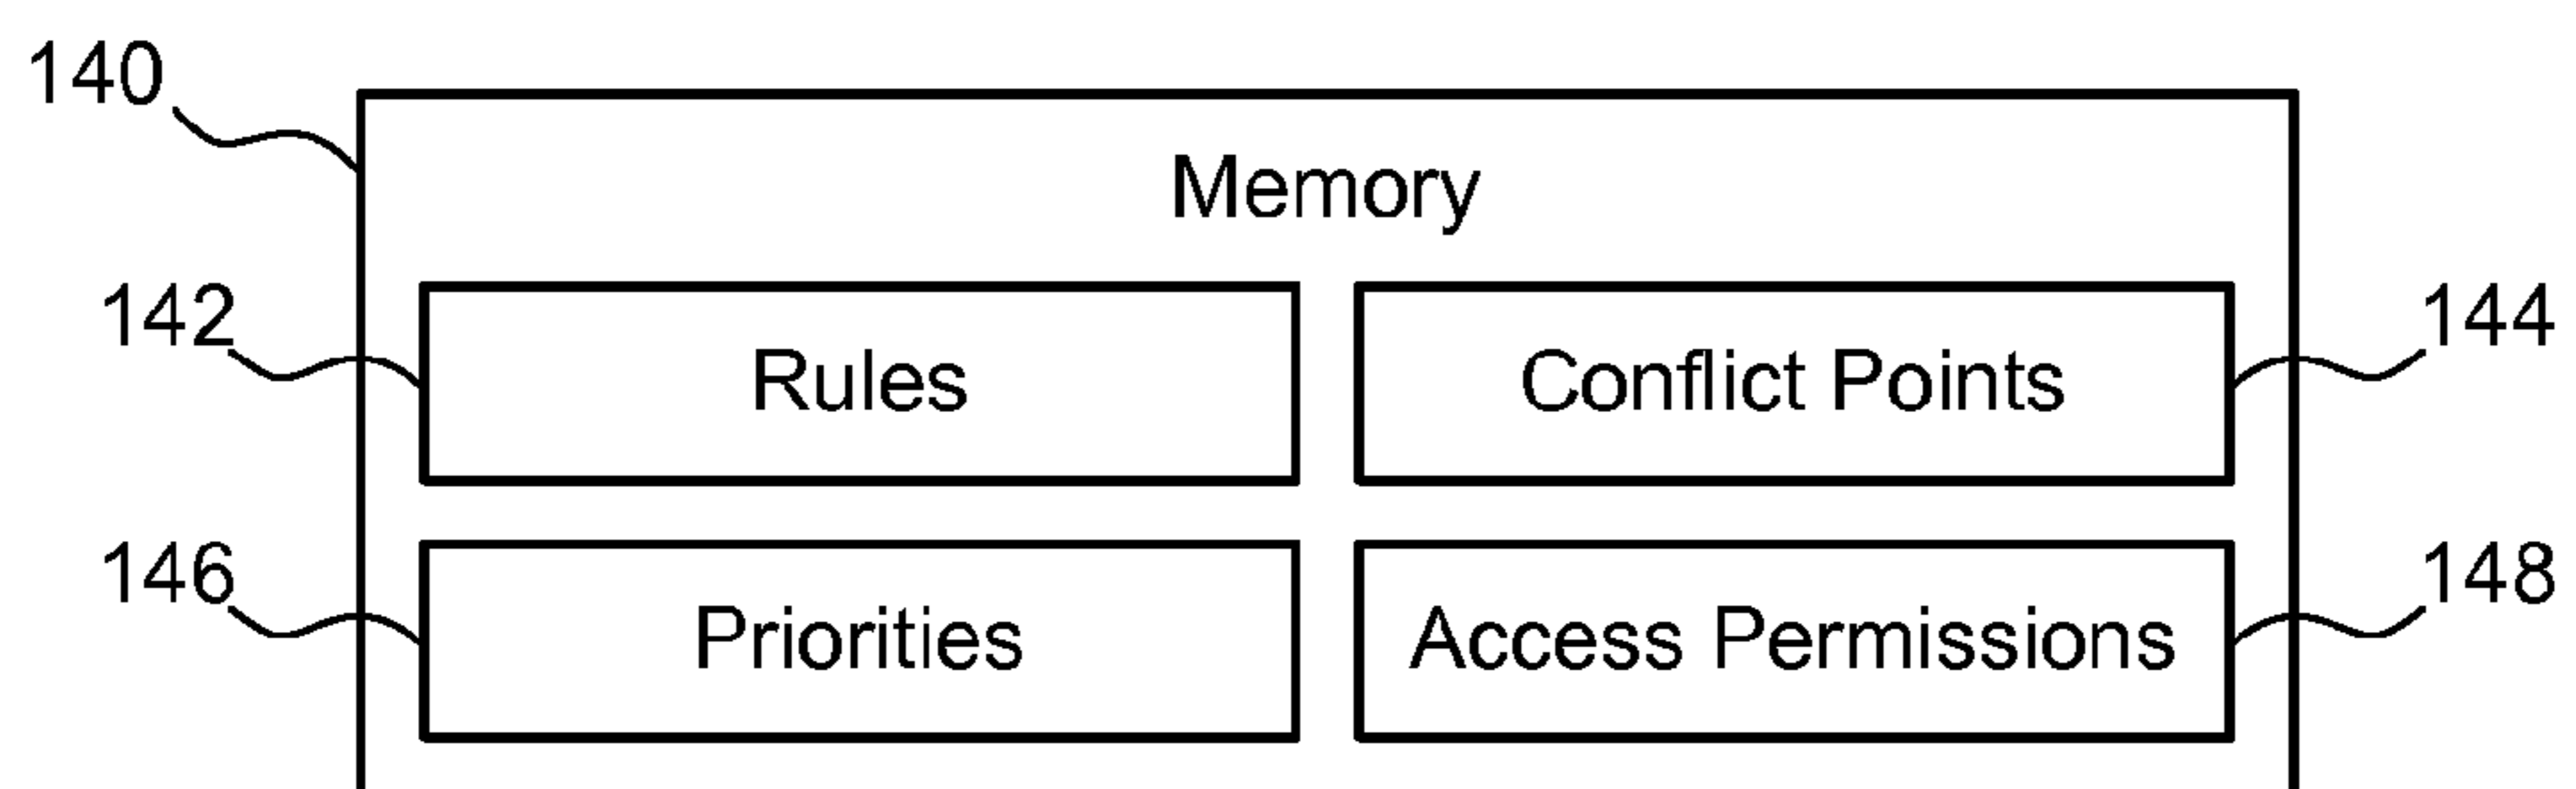 140
Memory
142
Rules
Conflict Points
144
146
Priorities
Access Permissions
148